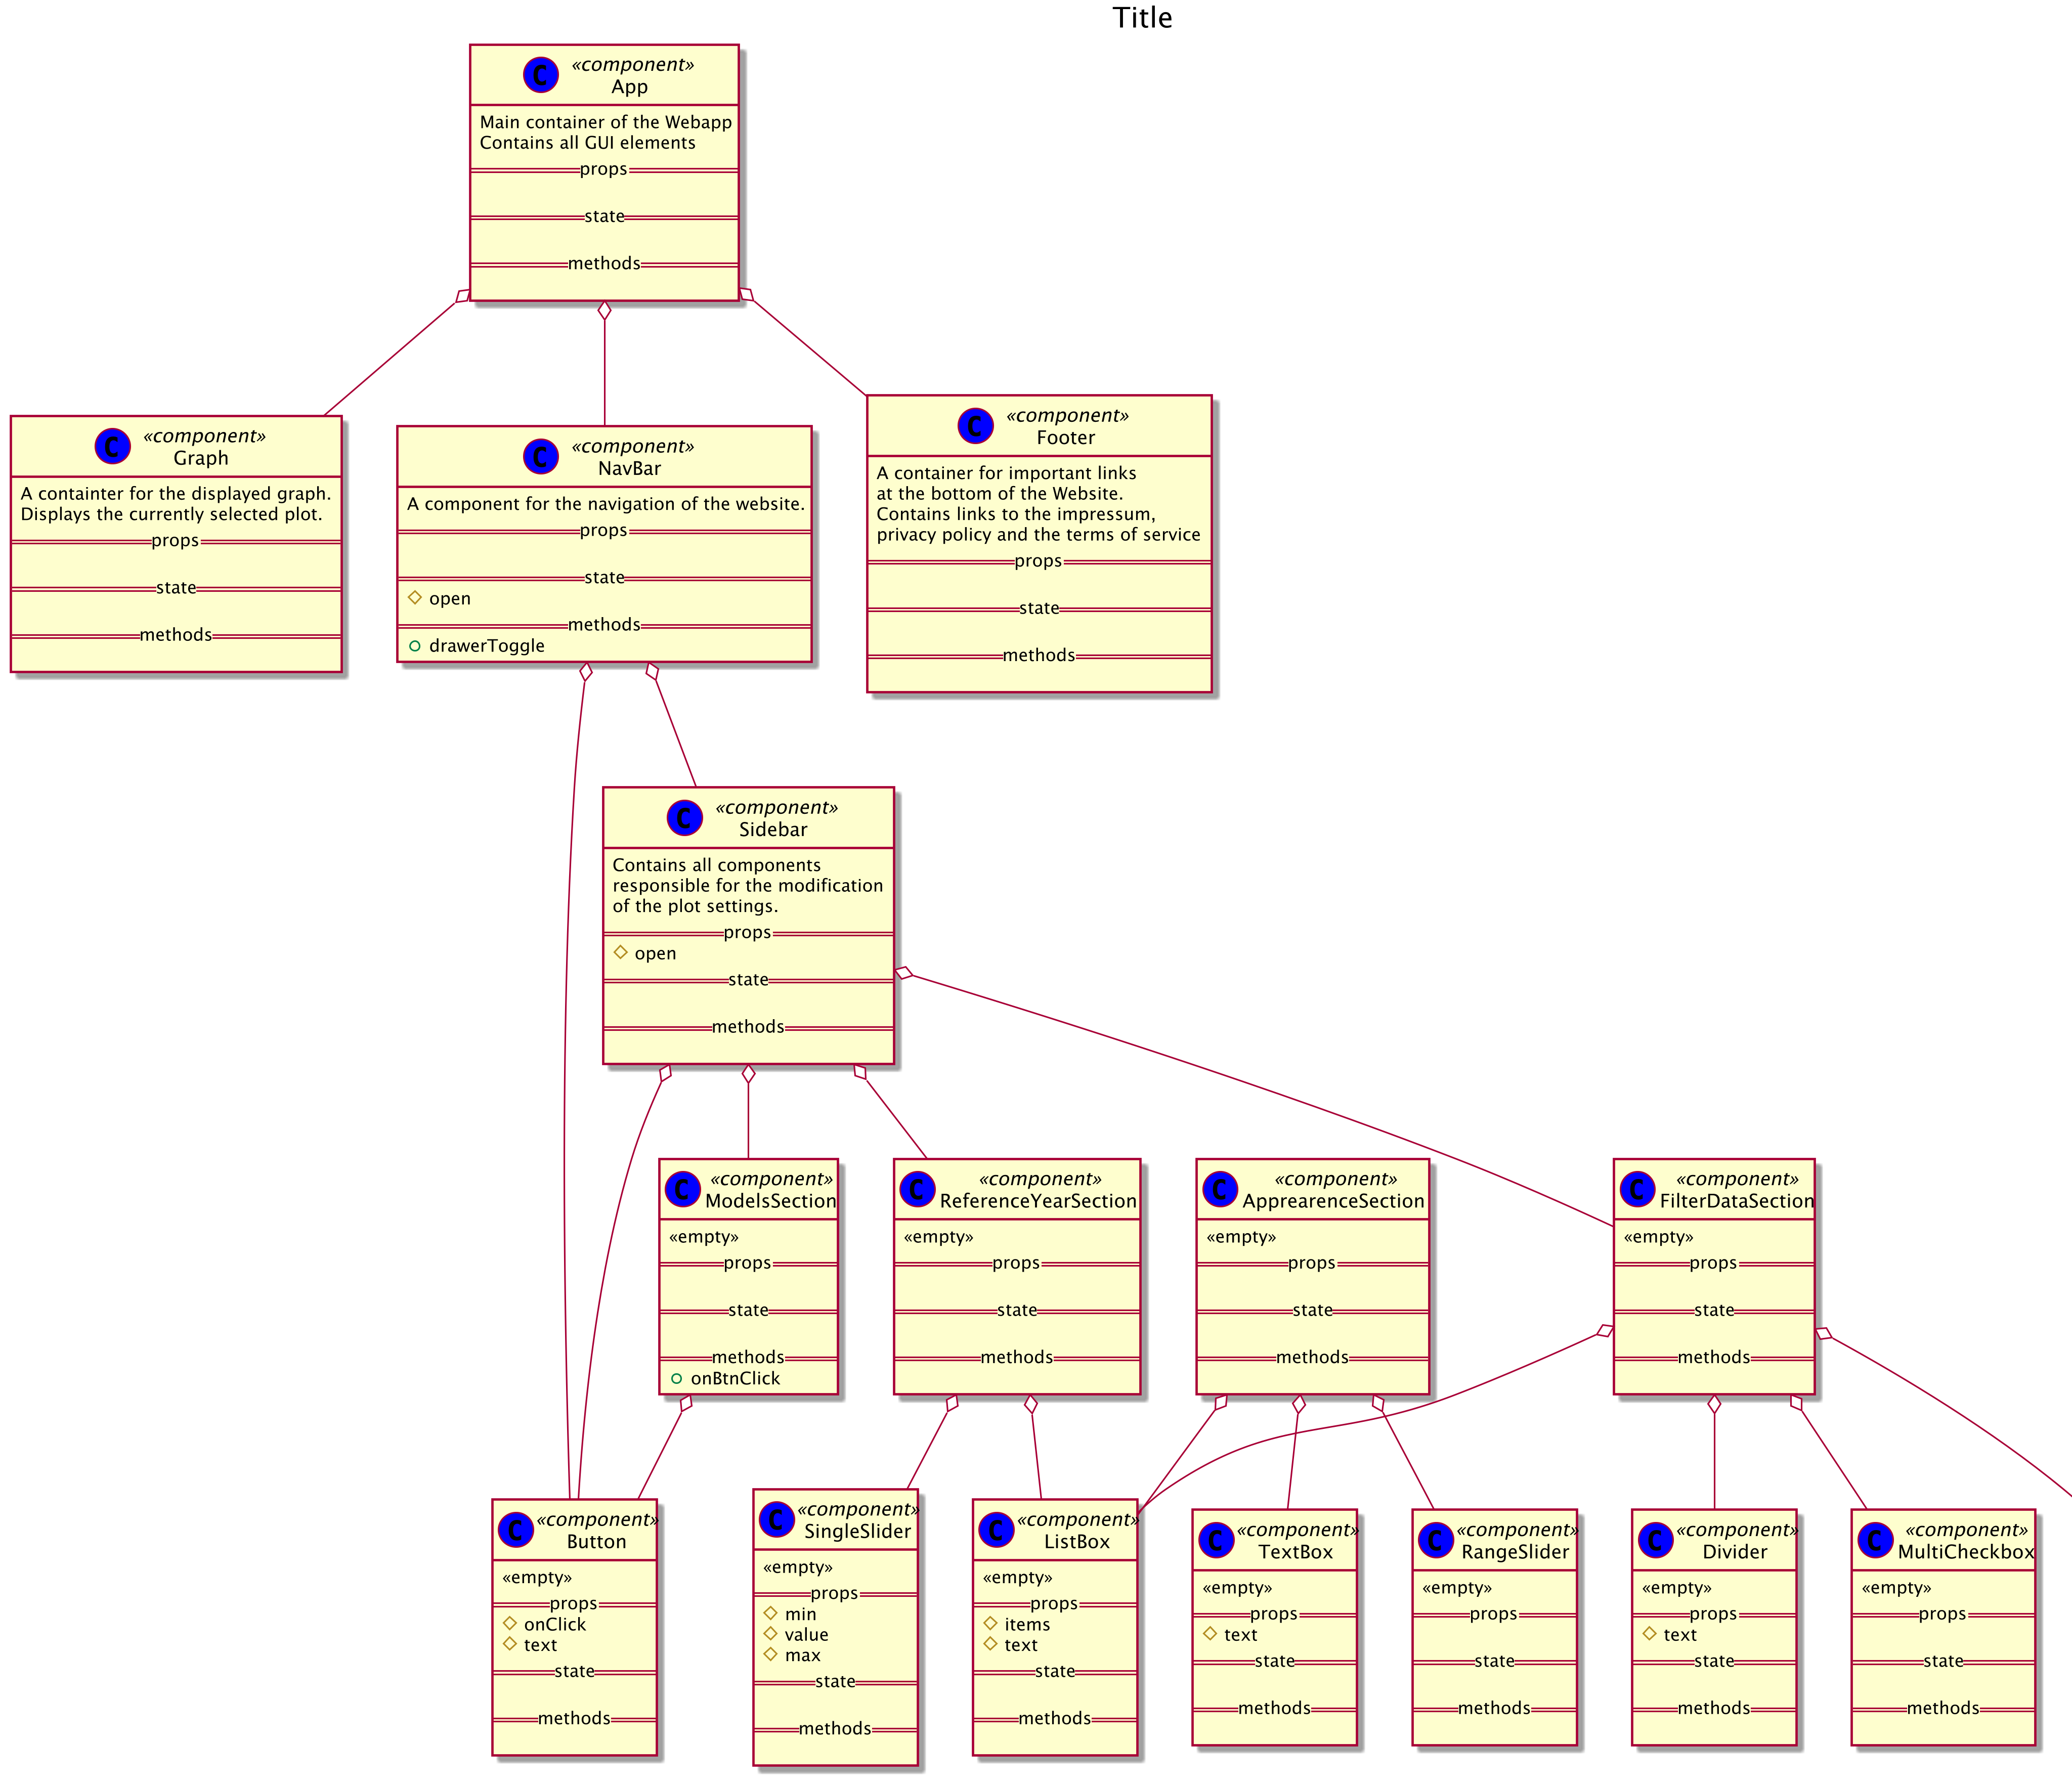 Title
«component»
App
Main container of the Webapp
Contains all GUI elements
props
state
methods
«component»
Graph
A containter for the displayed graph.
Displays the currently selected plot.
props
state
methods
«component»
NavBar
A component for the navigation of the website.
props
state
open
methods
drawerToggle
«component»
Footer
A container for important links
at the bottom of the Website.
Contains links to the impressum,
privacy policy and the terms of service
props
state
methods
«component»
Sidebar
Contains all components
responsible for the modification
of the plot settings.
props
open
state
methods
«component»
ModelsSection
«empty»
props
state
methods
onBtnClick
«component»
ReferenceYearSection
«empty»
props
state
methods
«component»
ApprearenceSection
«empty»
props
state
methods
«component»
FilterDataSection
«empty»
props
state
methods
«component»
Button
«empty»
props
onClick
text
state
methods
«component»
SingleSlider
«empty»
props
min
value
max
state
methods
«component»
ListBox
«empty»
props
items
text
state
methods
«component»
TextBox
«empty»
props
text
state
methods
«component»
RangeSlider
«empty»
props
state
methods
«component»
Divider
«empty»
props
text
state
methods
«component»
MultiCheckbox
«empty»
props
state
methods